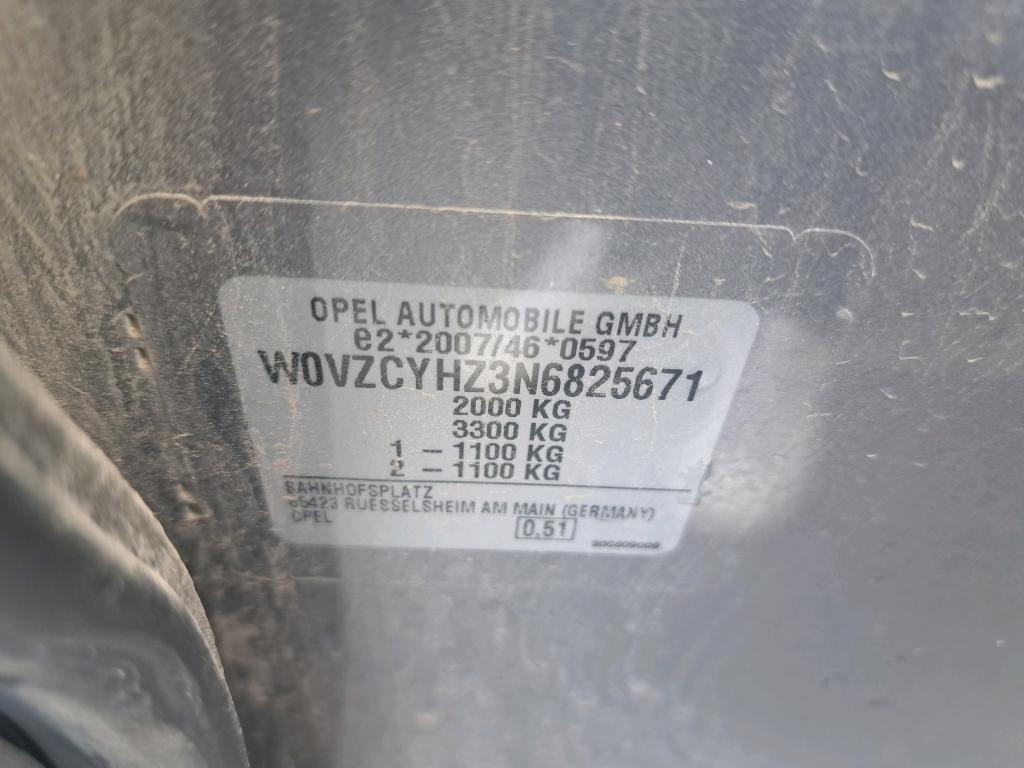 OPEL AUTOMOBILE GMBH
e2*2007/46*0597
W0VZCYHZ3N6825671
2000 KG
3300 KG
1 – 1100 KG
2 – 1100 KG
BAHNHOFSPLATZ
65423 RUESSELSHEIM AM MAIN (GERMANY)
OPEL
0,51